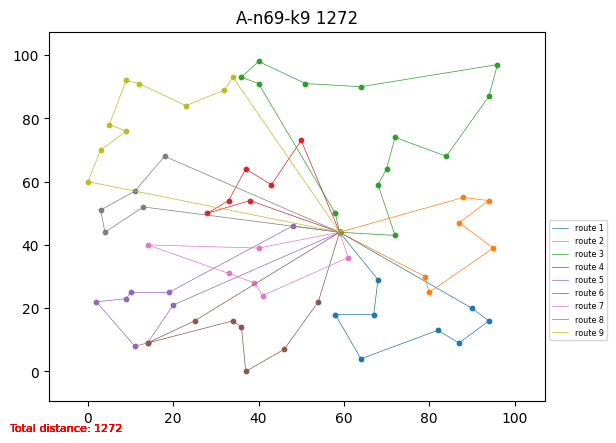 A-n69-k9 1272
100
80
60
40
20
0
0 20 40 60 80 100
route 1
route 2
route 3
route 4
route 5
route 6
route 7
route 8
route 9
Total distance: 1272